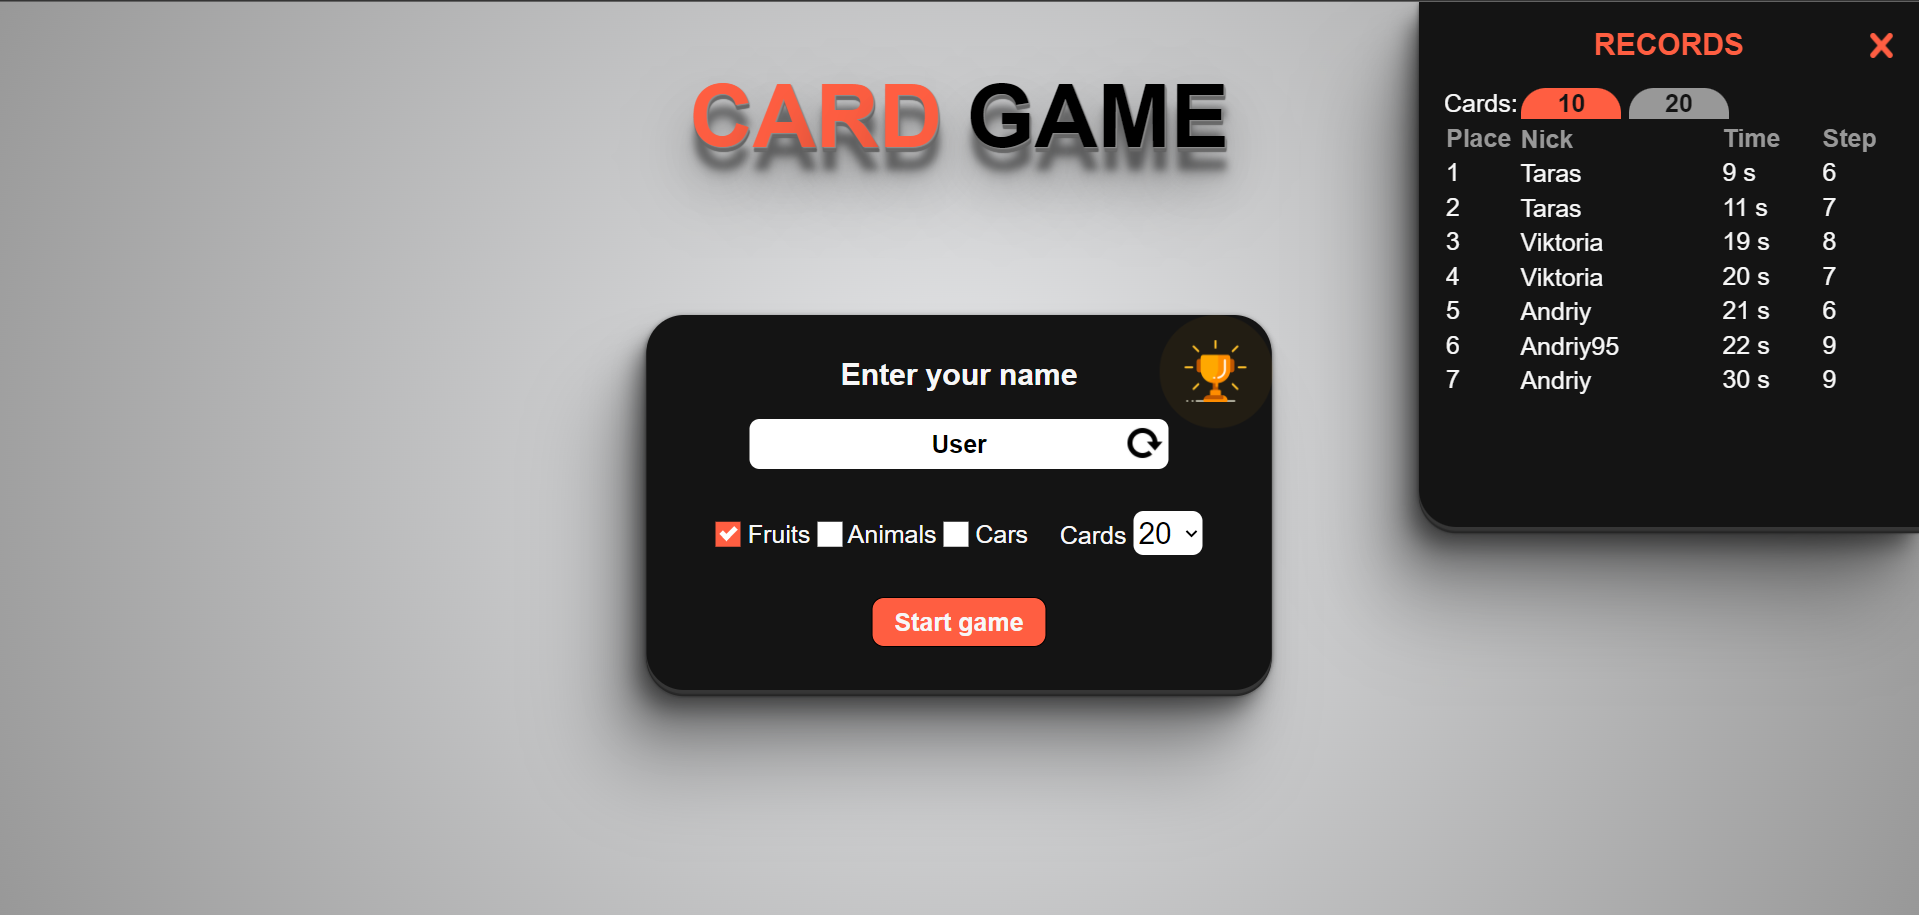 CARD GAME
Enter your name
User
Fruits Animals Cars Cards 20
Start game
RECORDS
Cards: 10 20
Place Nick Time Step
1 Taras 9 s 6
2 Taras 11 s 7
3 Viktoria 19 s 8
4 Viktoria 20 s 7
5 Andriy 21 s 6
6 Andriy95 22 s 9
7 Andriy 30 s 9